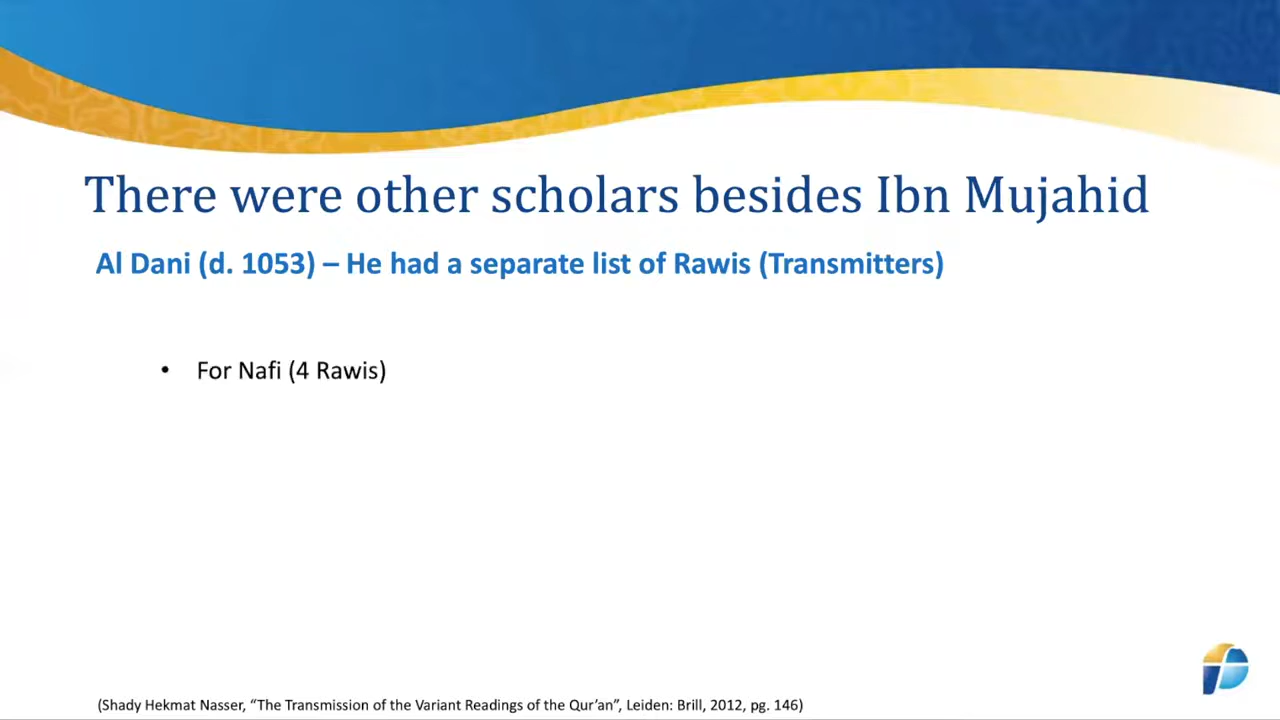 There were other scholars besides Ibn Mujahid
Al Dani (d. 1053) – He had a separate list of Rawis (Transmitters)
• For Nafi (4 Rawis)
(Shady Hekmat Nasser, “The Transmission of the Variant Readings of the Qur’an”, Leiden: Brill, 2012, pg. 146)